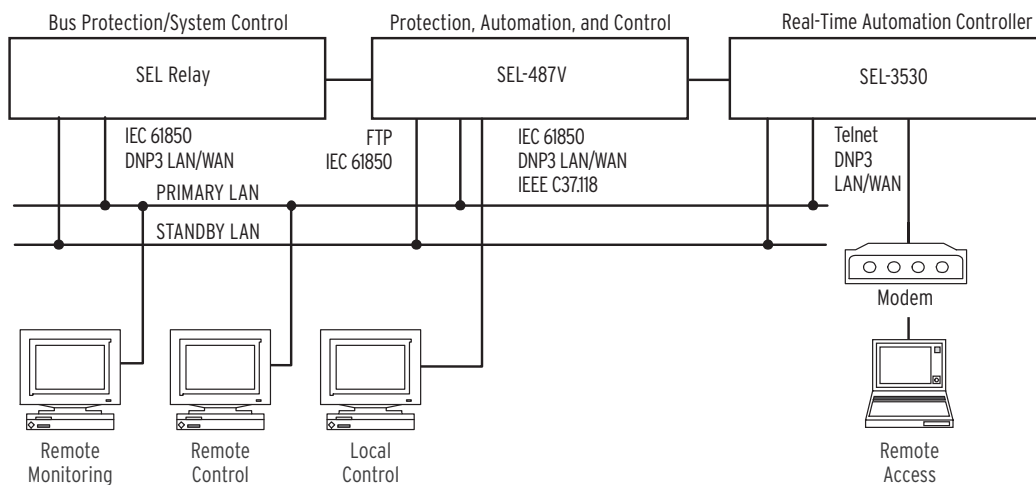 Bus Protection/System Control
Protection, Automation, and Control
Real-Time Automation Controller
SEL Relay
SEL-487V
SEL-3530
IEC 61850
DNP3 LAN/WAN
FTP
IEC 61850
IEC 61850
DNP3 LAN/WAN
IEEE C37.118
Telnet
DNP3
LAN/WAN
PRIMARY LAN
STANDBY LAN
Modem
Remote
Monitoring
Remote
Control
Local
Control
Remote
Access